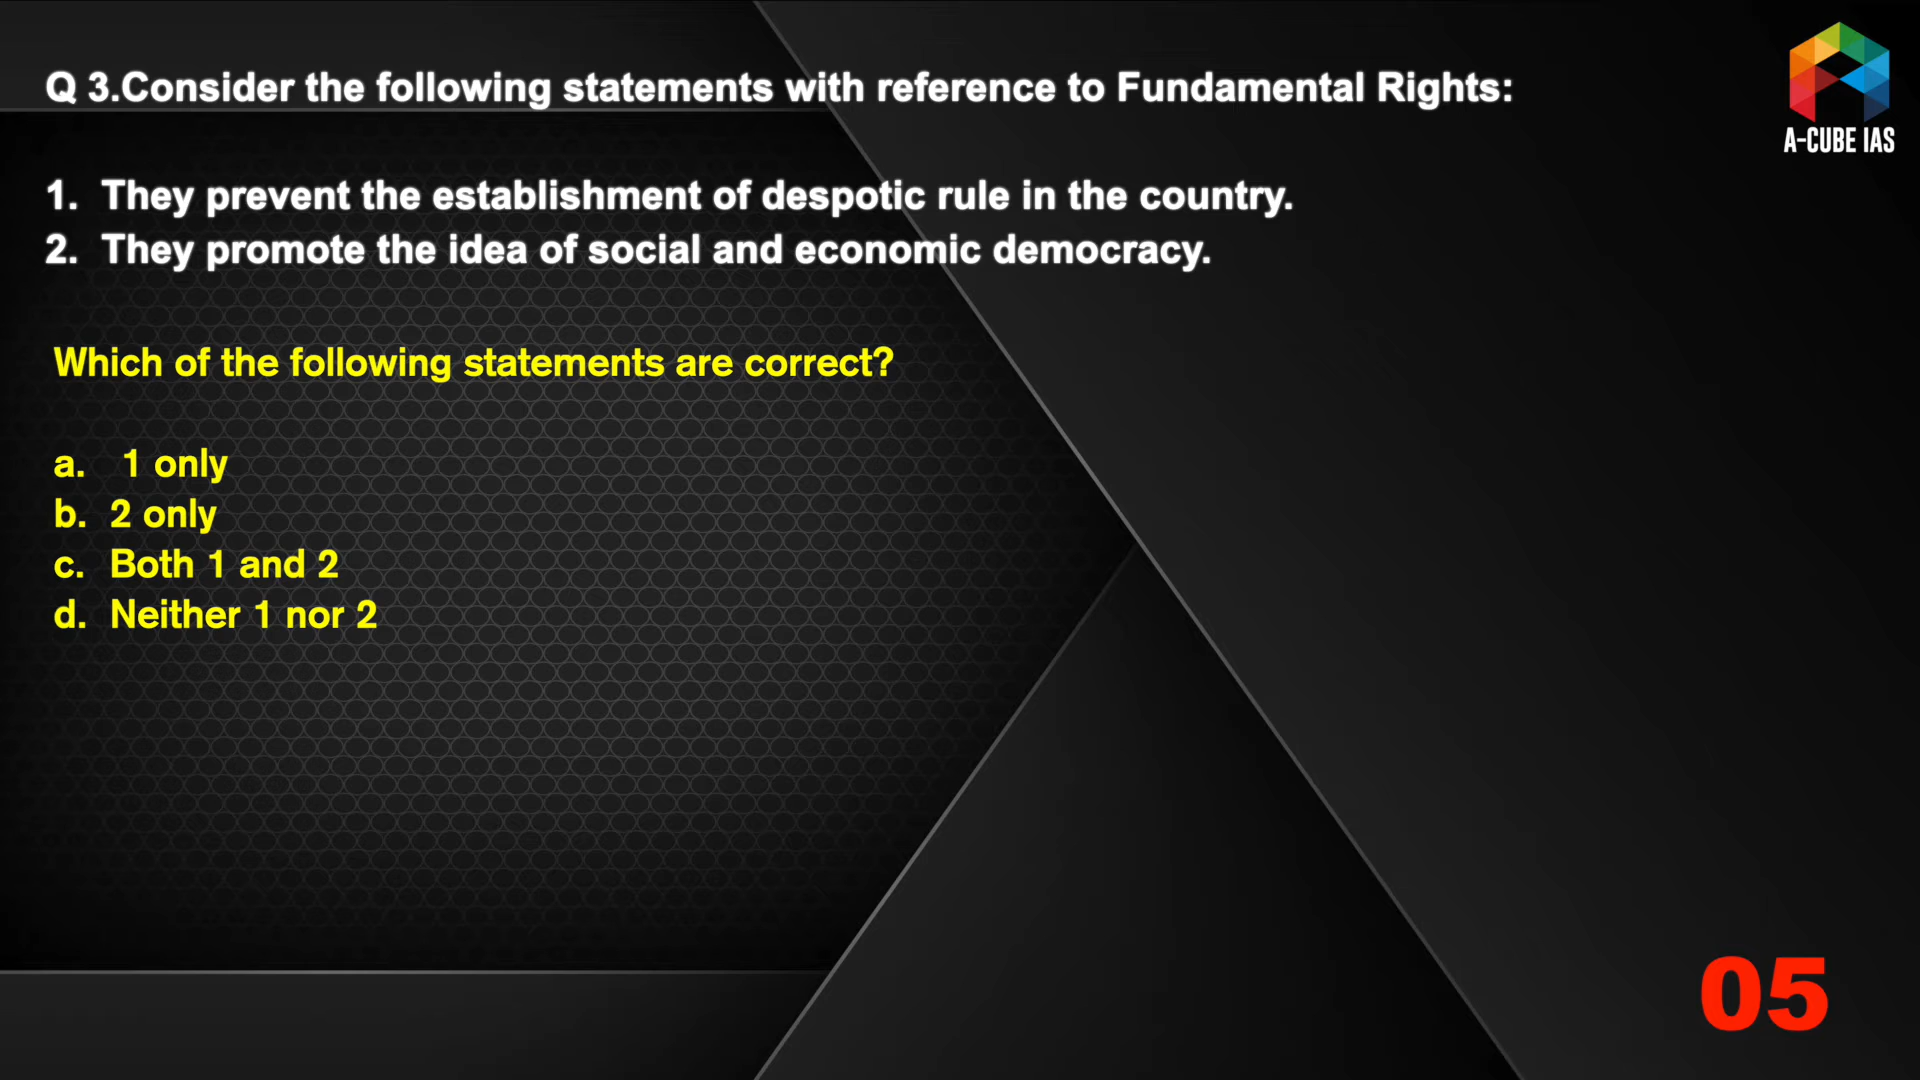 Q 3.Consider the following statements with reference to Fundamental Rights:
A-CUBE IAS
1. They prevent the establishment of despotic rule in the country.
2. They promote the idea of social and economic democracy.
Which of the following statements are correct?
a. 1 only
b. 2 only
c. Both 1 and 2
d. Neither 1 nor 2
05